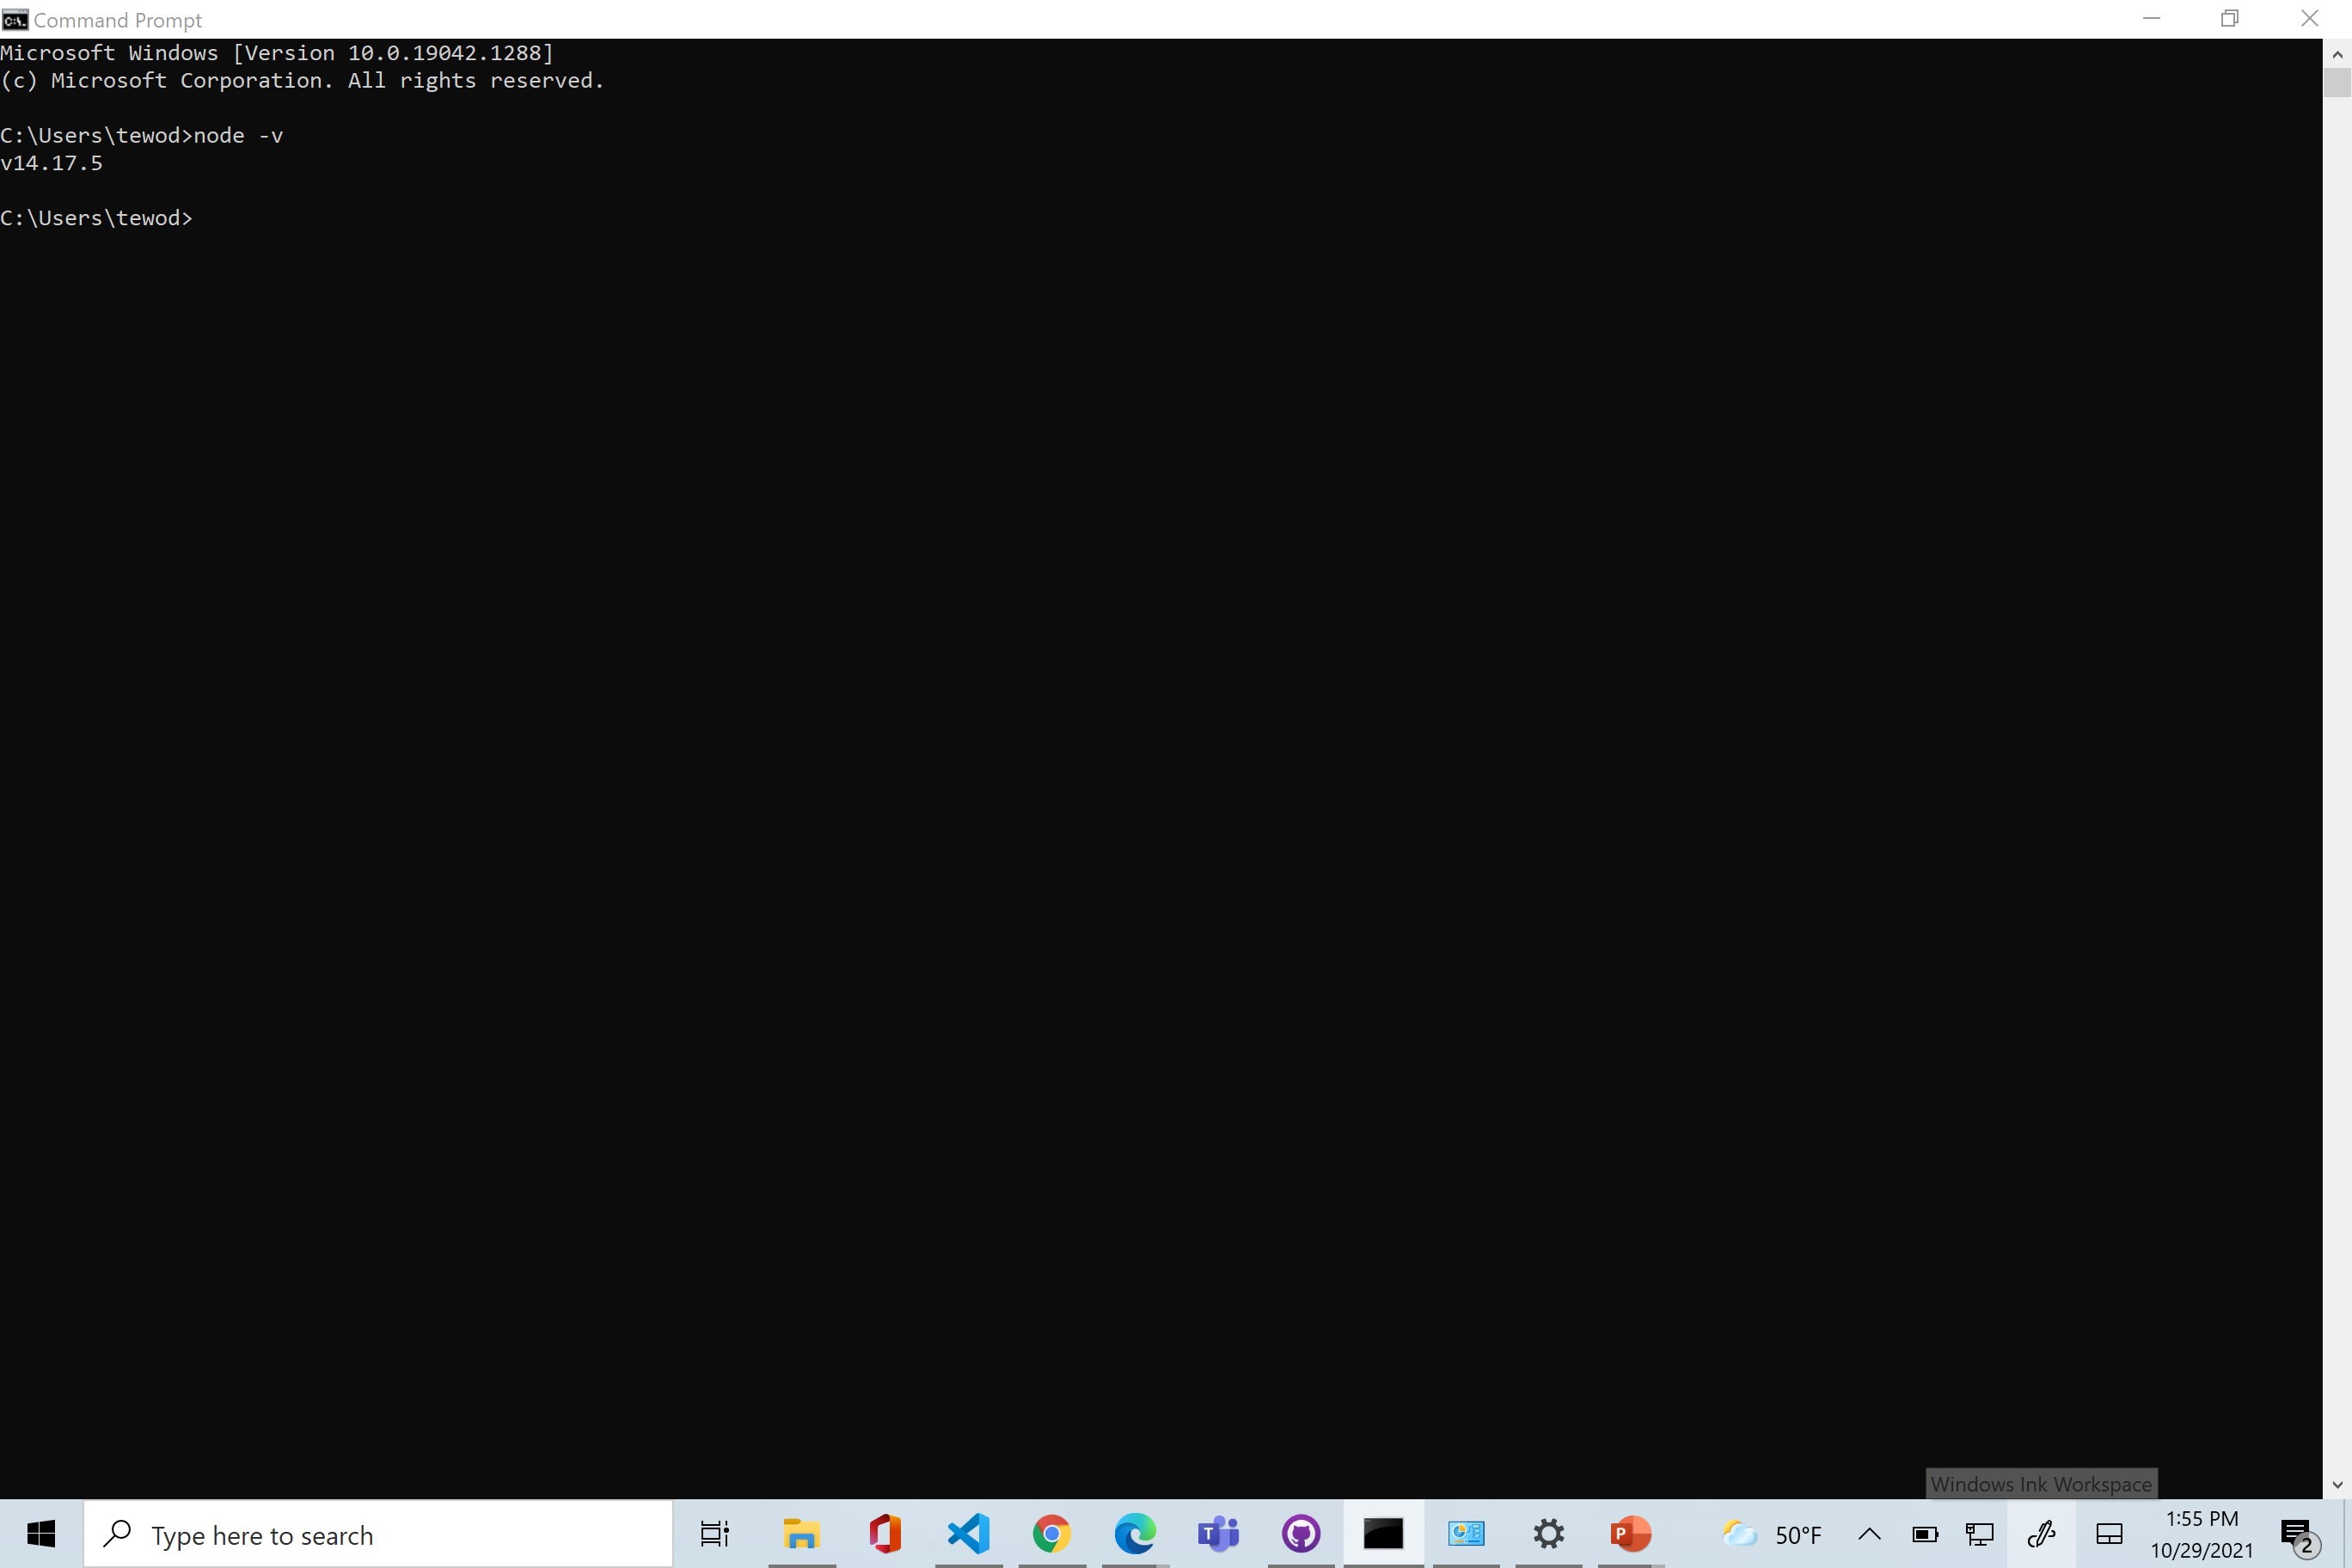 Command Prompt
Microsoft Windows [Version 10.0.19042.1288]
(c) Microsoft Corporation. All rights reserved.
C:\Users\tewod>node -v
v14.17.5
C:\Users\tewod>
Windows Ink Workspace
Type here to search
50°F
1:55 PM
10/29/2021
2